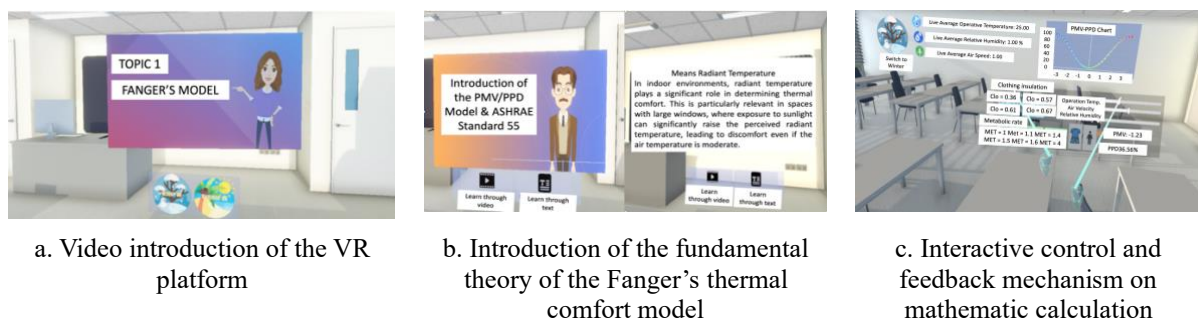 TOPIC 1
FANGER'S MODEL
Introduction of
the PMV/PPD
Model & ASHRAE
Standard 55
Learn through
video
Learn through
text
Means Radiant Temperature
In indoor environments, radiant temperature
plays a significant role in determining thermal
comfort. This is particularly relevant in spaces
with large windows, where exposure to sunlight
can significantly raise the perceived radiant
temperature, leading to discomfort even if the
air temperature is moderate.
Learn
through video
Learn
through text
Live Average Operative Temperature: 25.00
Live Average Relative Humidity: 1.00 %
Live Average Air Speed: 1.00
Switch to
Winter
PMV-PPD Chart
100
80
60
40
20
0
-3 -2 -1 0 1 2 3
Clothing insulation
Clo = 0.36 Clo = 0.57
Clo = 0.61 Clo = 0.67
Operation Temp.
Air Velocity
Relative Humidity
Metabolic rate
MET = 1 Met = 1.1 MET = 1.4
MET = 1.5 MET = 1.6 MET = 4
PMV: -1.23
PPD36.56%
a. Video introduction of the VR
platform
b. Introduction of the fundamental
theory of the Fanger's thermal
comfort model
c. Interactive control and
feedback mechanism on
mathematic calculation